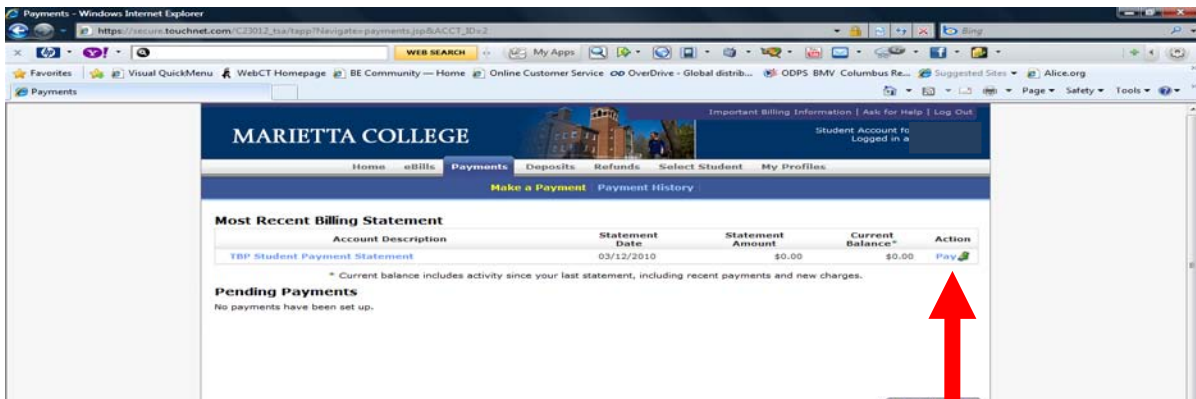 Payments - Windows Internet Explorer
https://secure.touchnet.com/C23012_tsa/tapp?Navigate=payments.jsp&ACCT_ID=2
Bing
WEB SEARCH My Apps
Favorites Visual QuickMenu WebCT Homepage BE Community — Home Online Customer Service OverDrive - Global distrib... ODPS BMV Columbus Re... Suggested Sites Alice.org
Payments Page Safety Tools
Important Billing Information | Ask for Help | Log Out
MARIETTA COLLEGE
Student Account fo
Logged in a
Home eBills Payments Deposits Refunds Select Student My Profiles
Make a Payment Payment History
Most Recent Billing Statement
Account Description Statement Date Statement Amount Current Balance* Action
TBP Student Payment Statement 03/12/2010 $0.00 $0.00 Pay
* Current balance includes activity since your last statement, including recent payments and new charges.
Pending Payments
No payments have been set up.